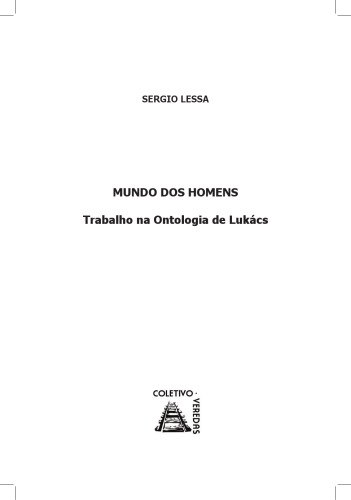 SERGIO LESSA
MUNDO DOS HOMENS
Trabalho na Ontologia de Lukács
COLETIVO ·
VEREDAS